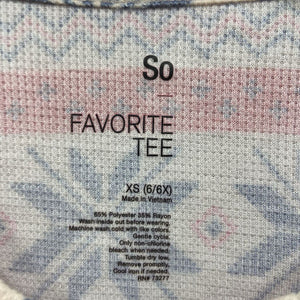 So
FAVORITE
TEE
XS (6/6X)
Made in Vietnam
65% Polyester 35% Rayon
Wash inside out before wearing.
Machine wash cold with like colors.
Gentle cycle.
Only non-chlorine
bleach when needed.
Tumble dry low.
Remove promptly.
Cool iron if needed.
RN# 73277